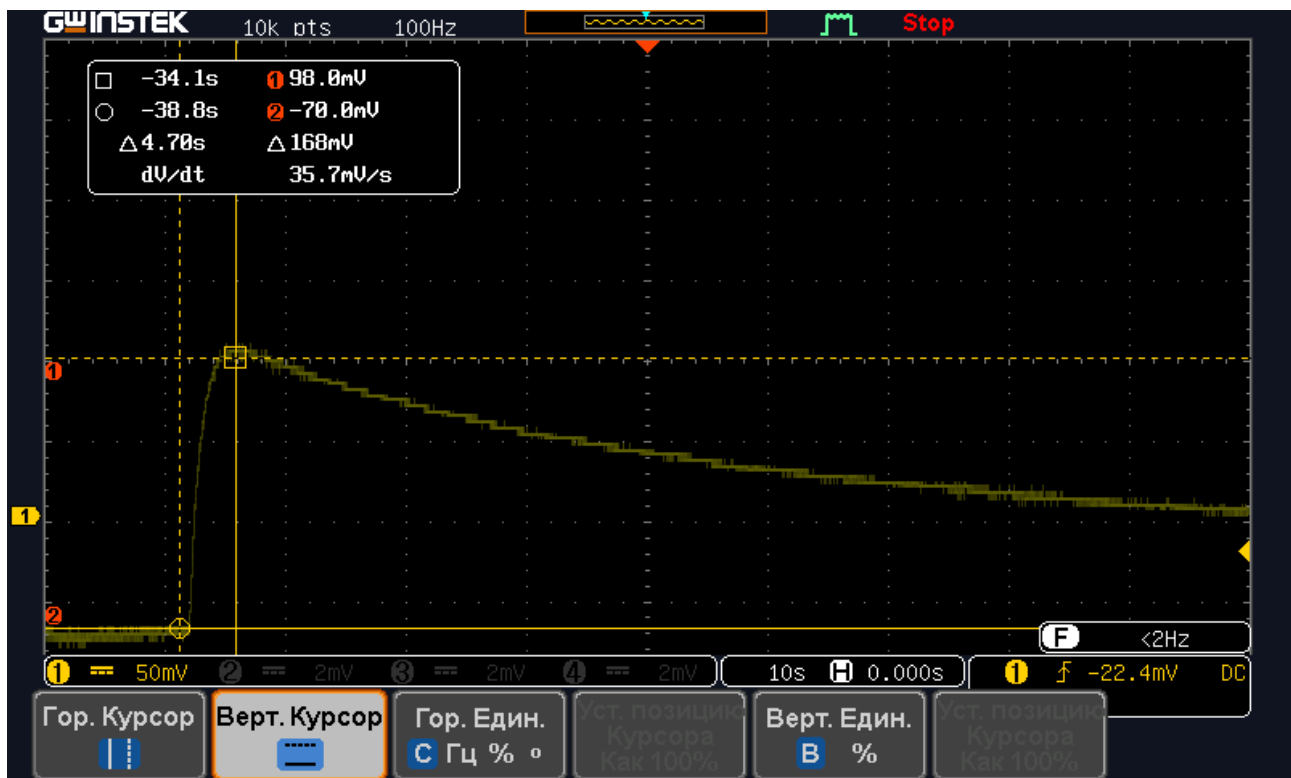 GWINSTEK 10k pts 100Hz Stop
-34.1s 1 98.0mV
-38.8s 2 -70.0mV
△4.70s △168mV
dV/dt 35.7mV/s
1
1
2
F <2Hz
1 50mV 2 2mV 3 2mV 4 2mV 10s H 0.000s 1 -22.4mV DC
Гор. Курсор
Верт. Курсор
Гор. Един.
С Гц % °
Уст. позицию
Курсора
Как 100%
Верт. Един.
В %
Уст. позицию
Курсора
Как 100%